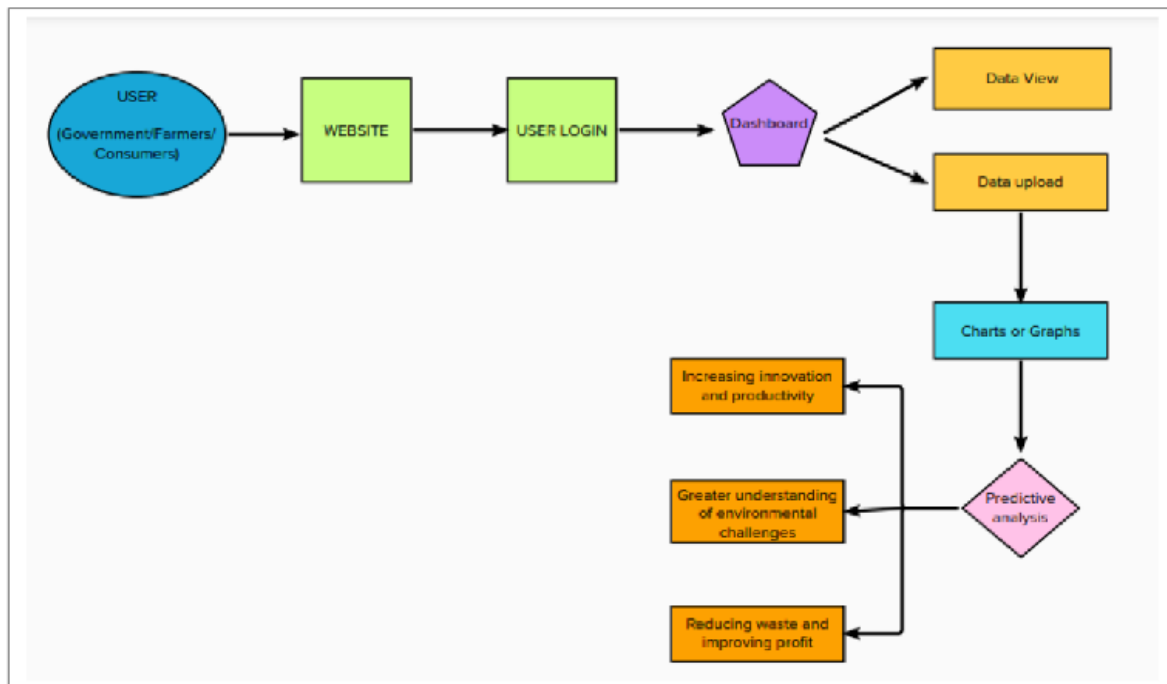 USER
(Government/Farmers/
Consumers)
WEBSITE
USER LOGIN
Dashboard
Data View
Data upload
Charts or Graphs
Predictive
analysis
Increasing innovation
and productivity
Greater understanding
of environmental
challenges
Reducing waste and
improving profit